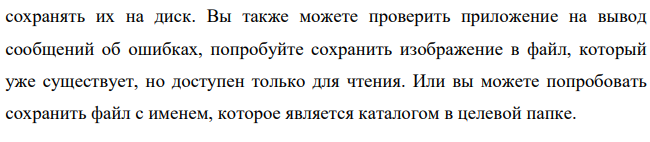 сохранять их на диск. Вы также можете проверить приложение на вывод
сообщений об ошибках, попробуйте сохранить изображение в файл, который
уже существует, но доступен только для чтения. Или вы можете попробовать
сохранить файл с именем, которое является каталогом в целевой папке.